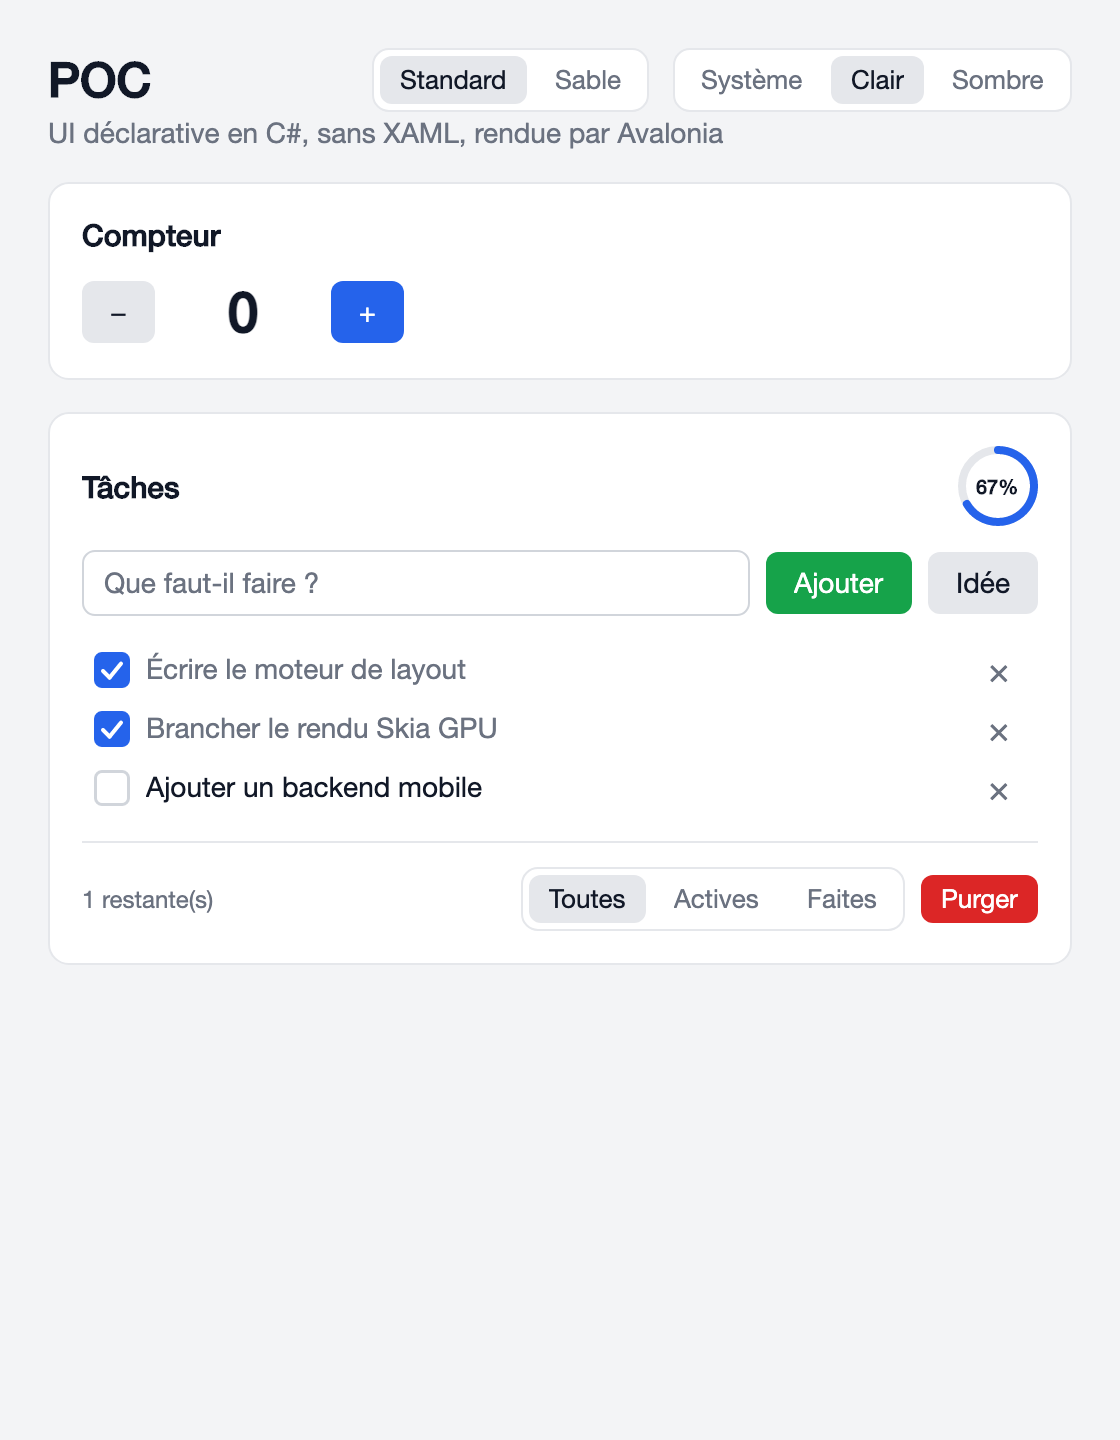 POC
Standard Sable Système Clair Sombre
UI déclarative en C#, sans XAML, rendue par Avalonia
Compteur
– 0 +
Tâches 67%
Que faut-il faire ? Ajouter Idée
Écrire le moteur de layout ×
Brancher le rendu Skia GPU ×
Ajouter un backend mobile ×
1 restante(s) Toutes Actives Faites Purger